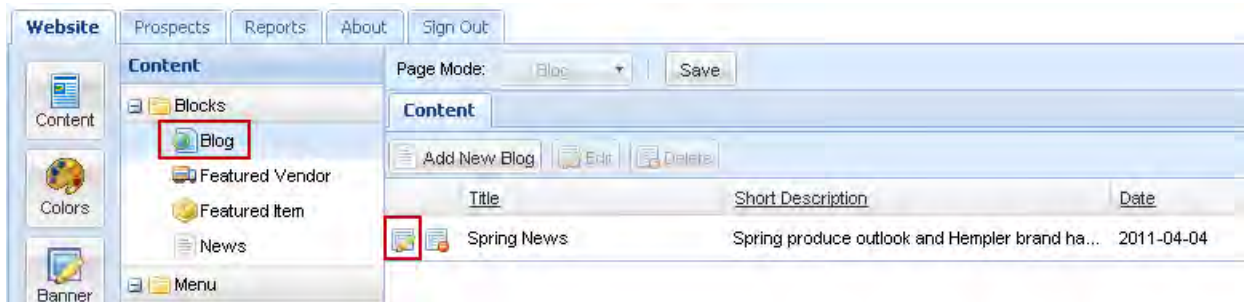 Website Prospects Reports About Sign Out
Content Page Mode: Blog Save
Content Blocks Content
Blog Add New Blog Edit Delete
Featured Vendor Title Short Description Date
Colors Featured Item
News Spring News Spring produce outlook and Hempler brand ha... 2011-04-04
Banner Menu